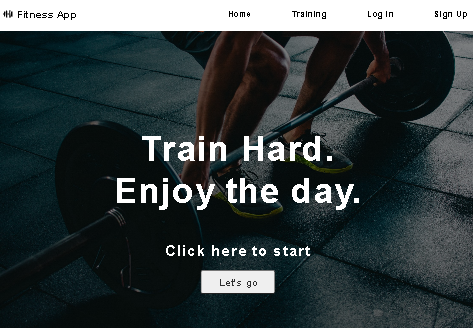 Fitness App
Home Training Log In Sign Up
Train Hard.
Enjoy the day.
Click here to start
Let's go